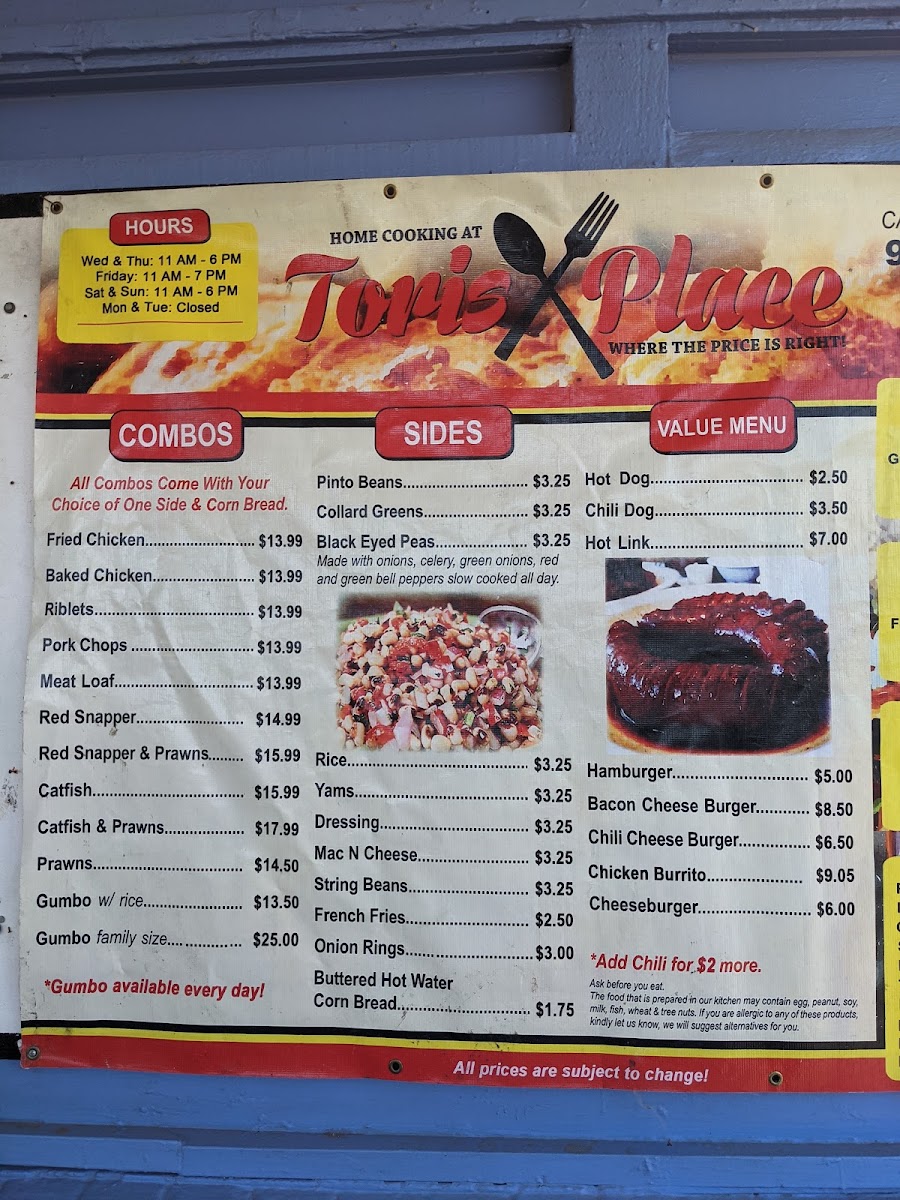 HOURS
Wed & Thu: 11 AM - 6 PM
Friday: 11 AM - 7 PM
Sat & Sun: 11 AM - 6 PM
Mon & Tue: Closed
HOME COOKING AT
Toris Place
WHERE THE PRICE IS RIGHT!
COMBOS
All Combos Come With Your
Choice of One Side & Corn Bread.
Fried Chicken............................ $13.99
Baked Chicken.......................... $13.99
Riblets......................................... $13.99
Pork Chops ............................... $13.99
Meat Loaf................................... $13.99
Red Snapper........................... $14.99
Red Snapper & Prawns......... $15.99
Catfish...................................... $15.99
Catfish & Prawns.................... $17.99
Prawns...................................... $14.50
Gumbo w/ rice......................... $13.50
Gumbo family size.... .............. $25.00
*Gumbo available every day!
SIDES
Pinto Beans................................ $3.25
Collard Greens........................... $3.25
Black Eyed Peas........................ $3.25
Made with onions, celery, green onions, red
and green bell peppers slow cooked all day.
Rice.............................................. $3.25
Yams............................................ $3.25
Dressing...................................... $3.25
Mac N Cheese............................ $3.25
String Beans............................... $3.25
French Fries................................ $2.50
Onion Rings................................ $3.00
Buttered Hot Water
Corn Bread.................................. $1.75
VALUE MENU
Hot Dog....................................... $2.50
Chili Dog...................................... $3.50
Hot Link....................................... $7.00
Hamburger.................................. $5.00
Bacon Cheese Burger............. $8.50
Chili Cheese Burger.................. $6.50
Chicken Burrito......................... $9.05
Cheeseburger............................. $6.00
*Add Chili for $2 more.
Ask before you eat.
The food that is prepared in our kitchen may contain egg, peanut, soy,
milk, fish, wheat & tree nuts. If you are allergic to any of these products,
kindly let us know, we will suggest alternatives for you.
All prices are subject to change!